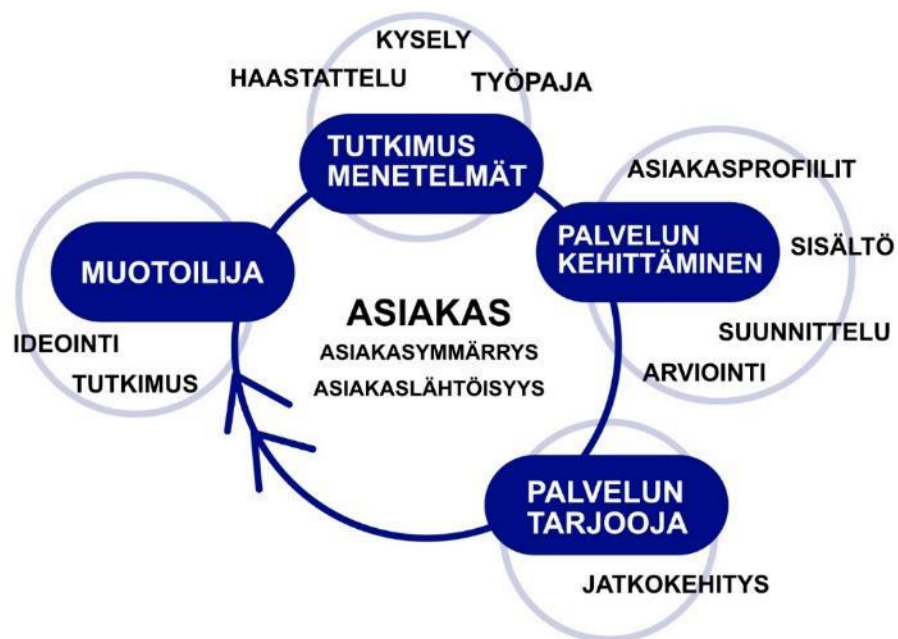 KYSELY
HAASTATTELU
TYÖPAJA
TUTKIMUS
MENETELMÄT
ASIAKASPROFIILIT
PALVELUN
KEHITTÄMINEN
SISÄLTÖ
SUUNNITTELU
ARVIOINTI
MUOTOILIJA
IDEOINTI
TUTKIMUS
ASIAKAS
ASIAKASYMMÄRRYS
ASIAKASLÄHTÖISYYS
PALVELUN
TARJOOJA
JATKOKEHITYS